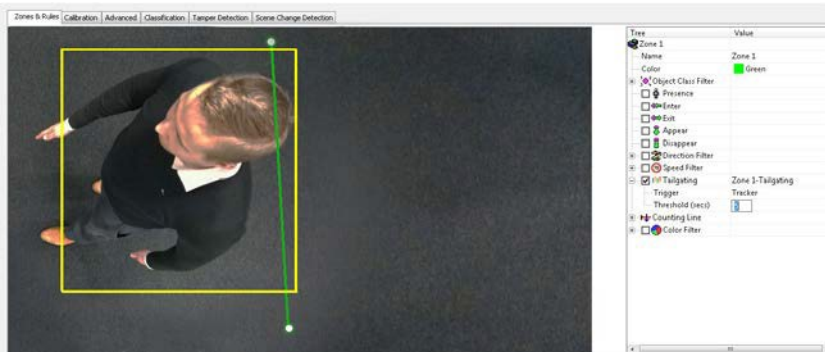 Zones & Rules Calibration Advanced Classification Tamper Detection Scene Change Detection
Tree Value
Zone 1
Name Zone 1
Color Green
Object Class Filter
Presence
Enter
Exit
Appear
Disappear
Direction Filter
Speed Filter
Tailgating Zone 1-Tailgating
Trigger Tracker
Threshold (secs)
Counting Line
Color Filter